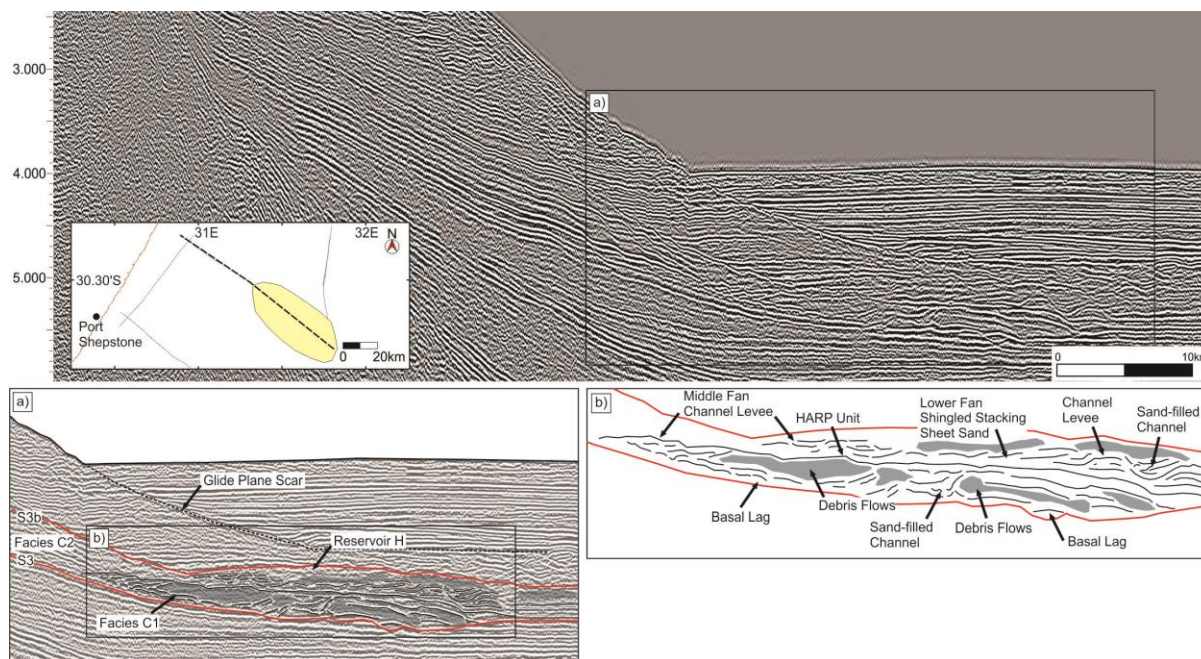 3.000
a)
4.000
5.000
31E
32E
N
30.30'S
Port
Shepstone
0 20km
0 10km
a)
Glide Plane Scar
S3b
Facies C2
S3
b)
Reservoir H
Facies C1
b)
Middle Fan
Channel Levee
HARP Unit
Lower Fan
Shingled Stacking
Sheet Sand
Channel
Levee
Sand-filled
Channel
Basal Lag
Debris Flows
Sand-filled
Channel
Debris Flows
Basal Lag